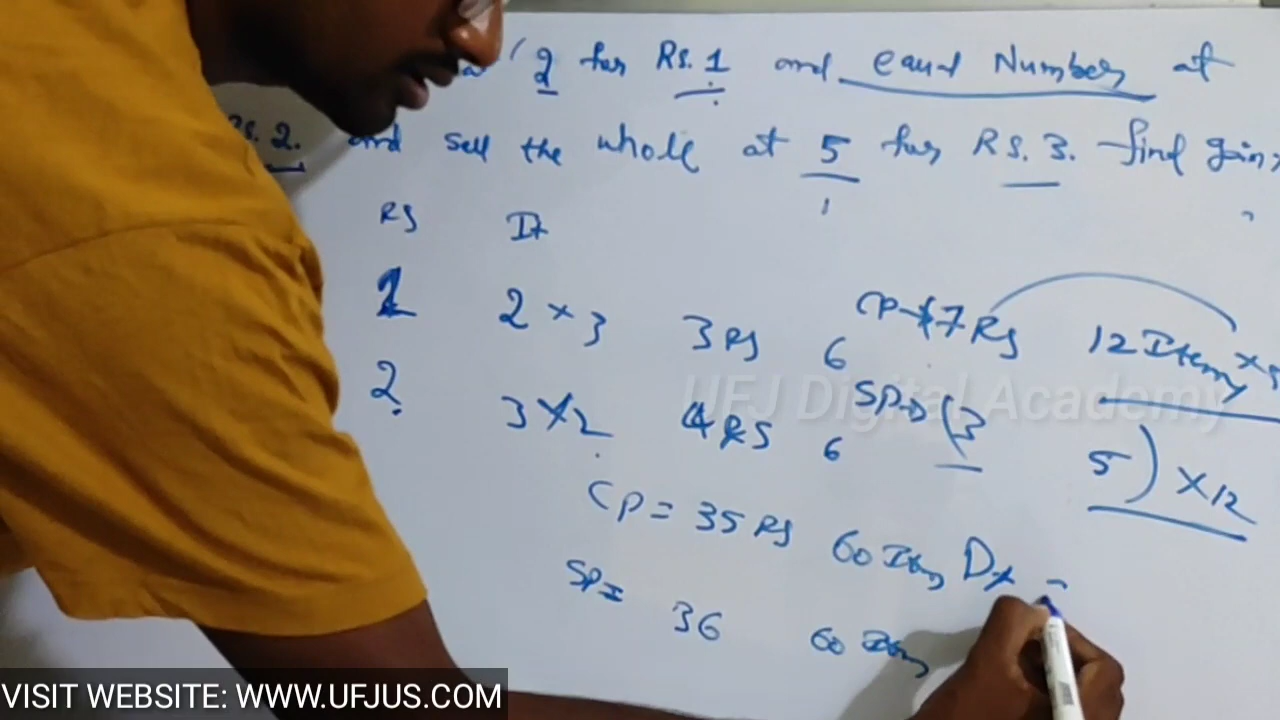 2 for Rs. 1 and equal Number at
Rs. 2. and sell the whole at 5 for RS. 3. find gain%
RS It
1 2 × 3 3 RS 6 CP → 7 RS 12 Items × 5
2 3 × 2 4 RS 6 SP → (3 5) × 12
CP = 35 RS 60 Items
SP = 36 60 Items
UFJ Digital Academy
VISIT WEBSITE: WWW.UFJUS.COM/